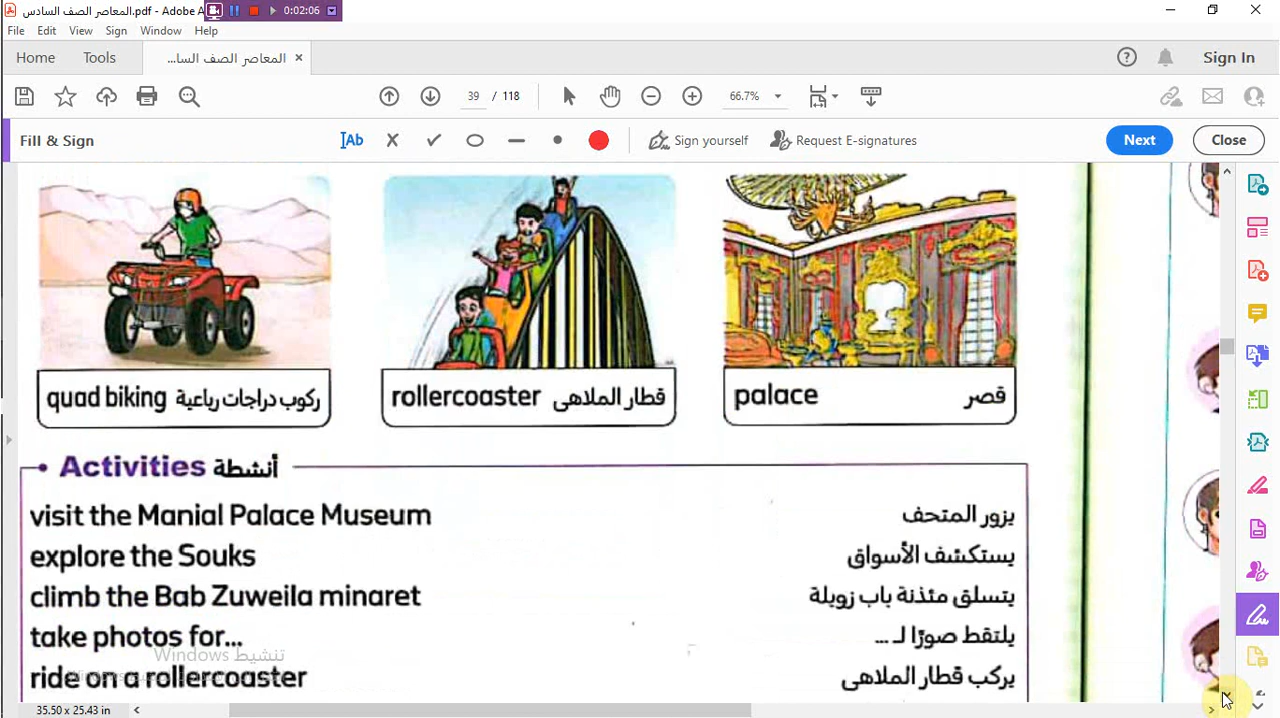 المعاصر الصف السادس.pdf - Adobe A
0:02:06
File Edit View Sign Window Help
Home Tools المعاصر الصف السا... ×
Sign In
39 / 118 66.7%
Fill & Sign Ab Sign yourself Request E-signatures Next Close
quad biking ركوب دراجات رباعية
rollercoaster قطار الملاهى
palace قصر
Activities أنشطة
visit the Manial Palace Museum يزور المتحف
explore the Souks يستكشف الأسواق
climb the Bab Zuweila minaret يتسلق مئذنة باب زويلة
take photos for... يلتقط صورًا لـ ...
تنشيط Windows
ride on a rollercoaster يركب قطار الملاهى
35.50 x 25.43 in